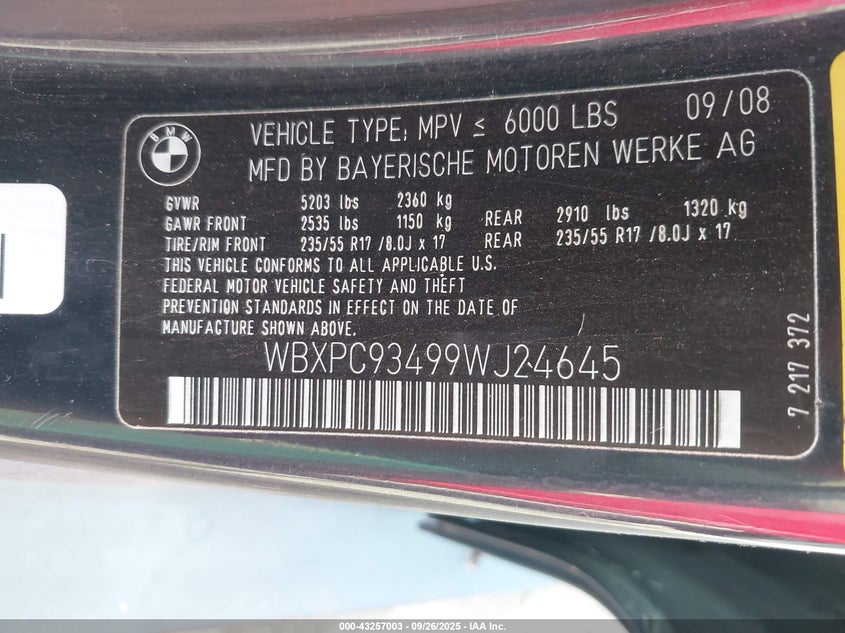 BMW
VEHICLE TYPE: MPV ≤ 6000 LBS 09/08
MFD BY BAYERISCHE MOTOREN WERKE AG
GVWR 5203 lbs 2360 kg
GAWR FRONT 2535 lbs 1150 kg REAR 2910 lbs 1320 kg
TIRE/RIM FRONT 235/55 R17 /8.0J x 17 REAR 235/55 R17 /8.0J x 17
THIS VEHICLE CONFORMS TO ALL APPLICABLE U.S.
FEDERAL MOTOR VEHICLE SAFETY AND THEFT
PREVENTION STANDARDS IN EFFECT ON THE DATE OF
MANUFACTURE SHOWN ABOVE.
WBXPC93499WJ24645
7 217 372
000-43257003 - 09/26/2025 - IAA Inc.